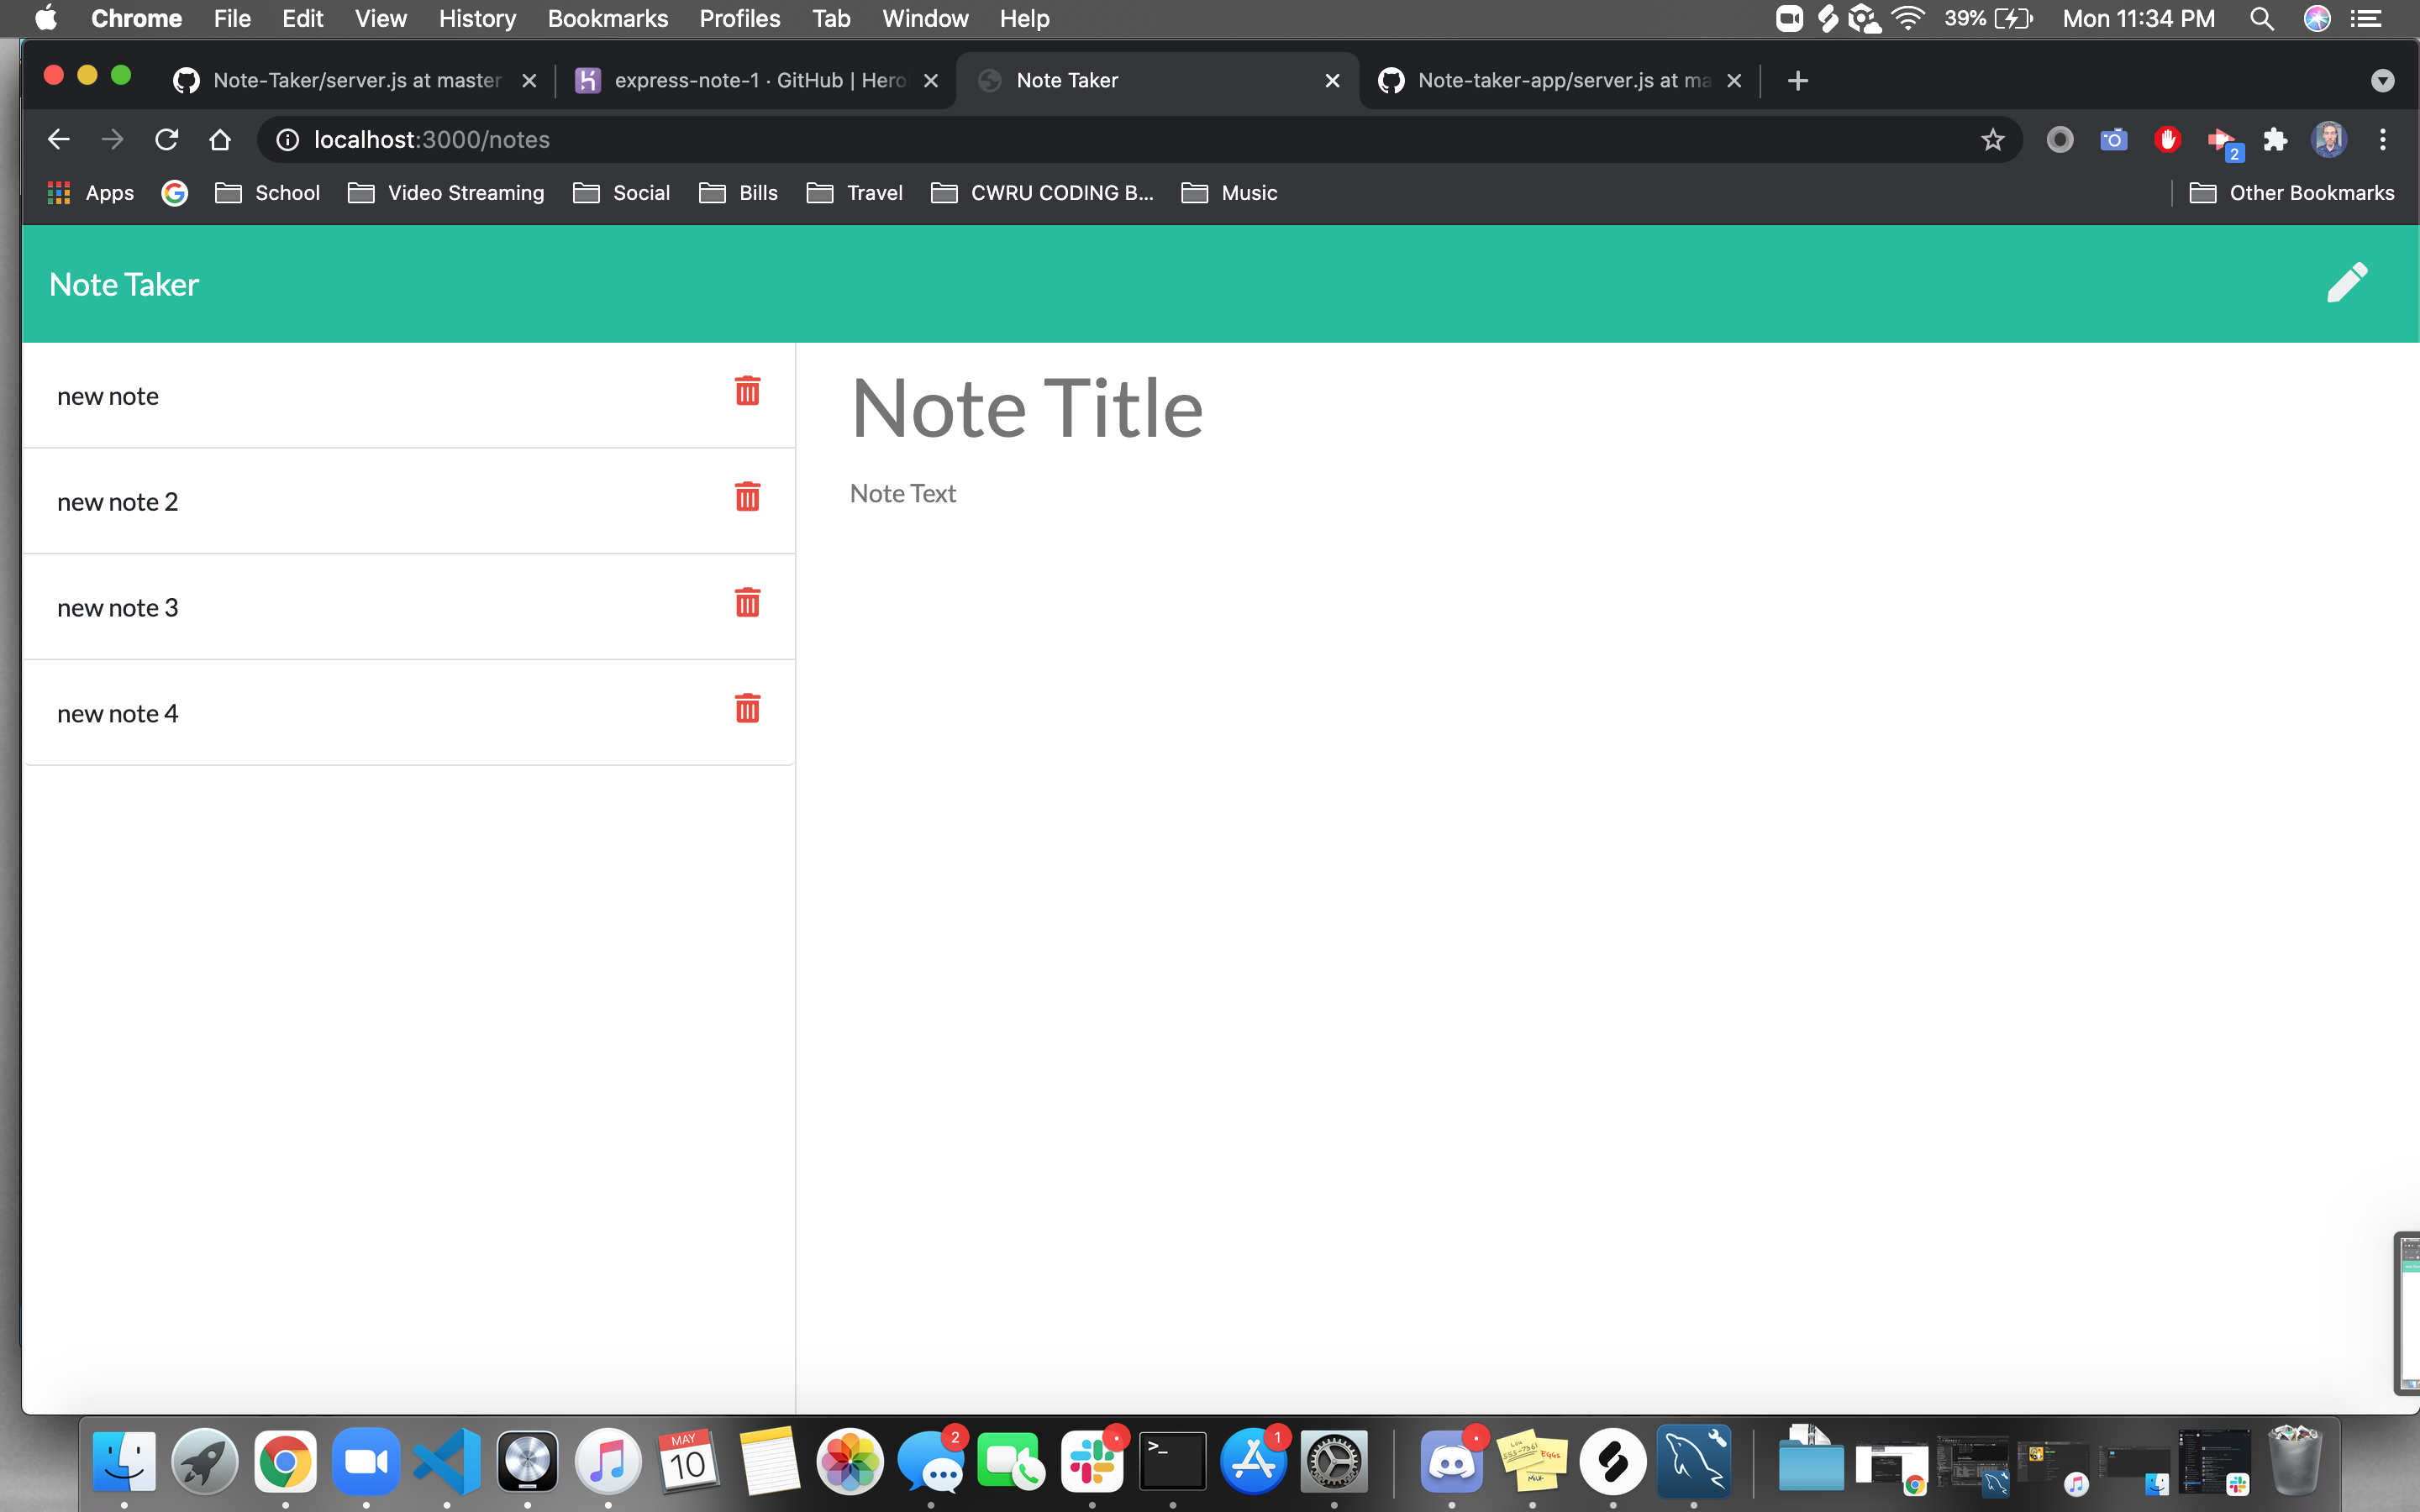 Chrome File Edit View History Bookmarks Profiles Tab Window Help 39% Mon 11:34 PM
Note-Taker/server.js at master express-note-1 · GitHub | Hero Note Taker Note-taker-app/server.js at ma
localhost:3000/notes
2
Apps School Video Streaming Social Bills Travel CWRU CODING B... Music Other Bookmarks
Note Taker
new note
new note 2
new note 3
new note 4
Note Title
Note Text
MAY
10
2
1